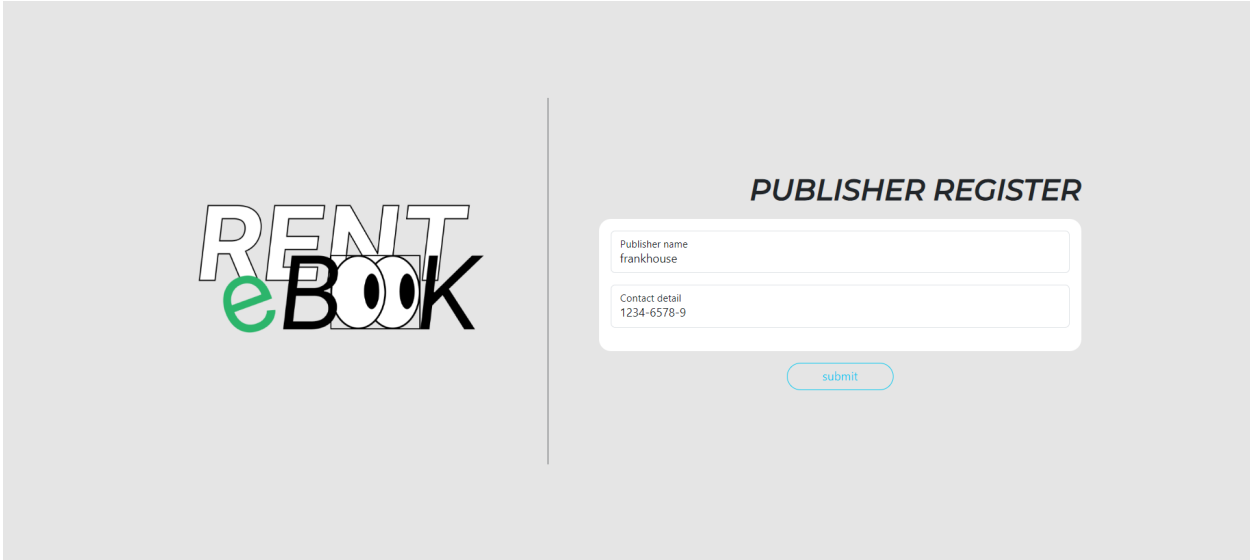 RENT
eBOOK
PUBLISHER REGISTER
Publisher name
frankhouse
Contact detail
1234-6578-9
submit